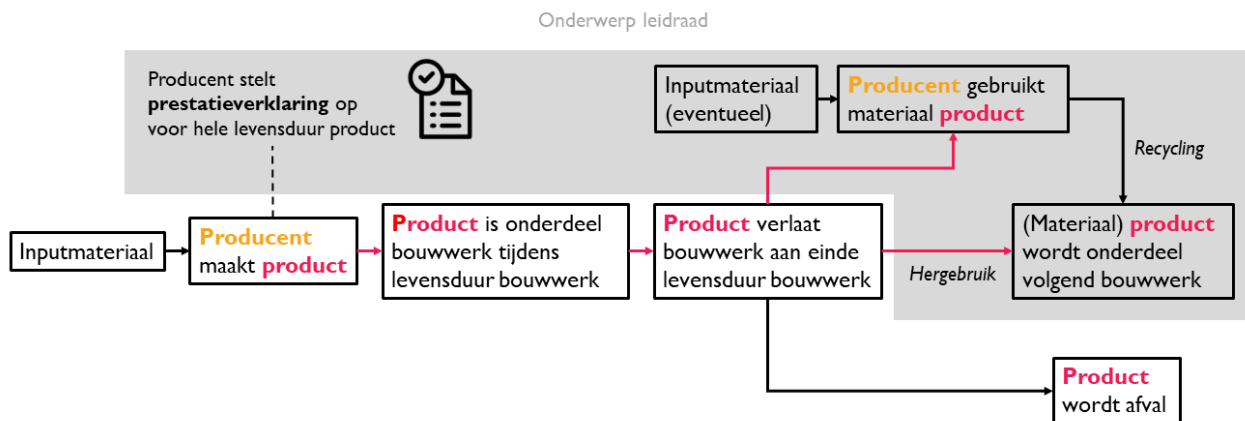 Onderwerp leidraad
Producent stelt
prestatieverklaring op
voor hele levensduur product
Inputmateriaal
(eventueel)
Producent gebruikt
materiaal product
Recycling
Inputmateriaal
Producent
maakt product
Product is onderdeel
bouwwerk tijdens
levensduur bouwwerk
Product verlaat
bouwwerk aan einde
levensduur bouwwerk
Hergebruik
(Materiaal) product
wordt onderdeel
volgend bouwwerk
Product
wordt afval